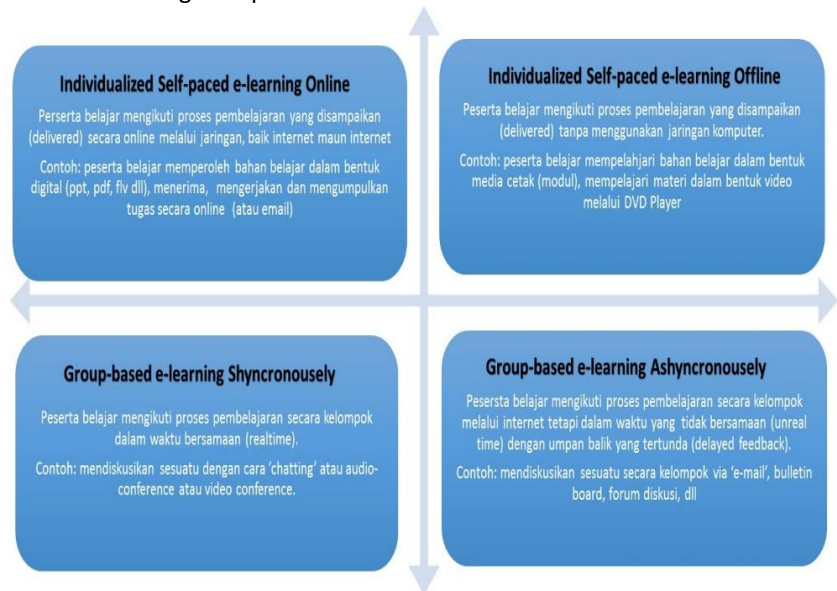 Individualized Self-paced e-learning Online
Perserta belajar mengikuti proses pembelajaran yang disampaikan
(delivered) secara online melalui jaringan, baik internet maun internet
Contoh: peserta belajar memperoleh bahan belajar dalam bentuk
digital (ppt, pdf, flv dll), menerima, mengerjakan dan mengumpulkan
tugas secara online (atau email)
Individualized Self-paced e-learning Offline
Peserta belajar mengikuti proses pembelajaran yang disampaikan
(delivered) tanpa menggunakan jaringan komputer.
Contoh: peserta belajar mempelahjari bahan belajar dalam bentuk
media cetak (modul), mempelajari materi dalam bentuk video
melalui DVD Player
Group-based e-learning Shyncronousely
Peserta belajar mengikuti proses pembelajaran secara kelompok
dalam waktu bersamaan (realtime).
Contoh: mendiskusikan sesuatu dengan cara 'chatting' atau audio-
conference atau video conference.
Group-based e-learning Ashyncronousely
Pesersta belajar mengikuti proses pembelajaran secara kelompok
melalui internet tetapi dalam waktu yang tidak bersamaan (unreal
time) dengan umpan balik yang tertunda (delayed feedback).
Contoh: mendiskusikan sesuatu secara kelompok via 'e-mail', bulletin
board, forum diskusi, dll